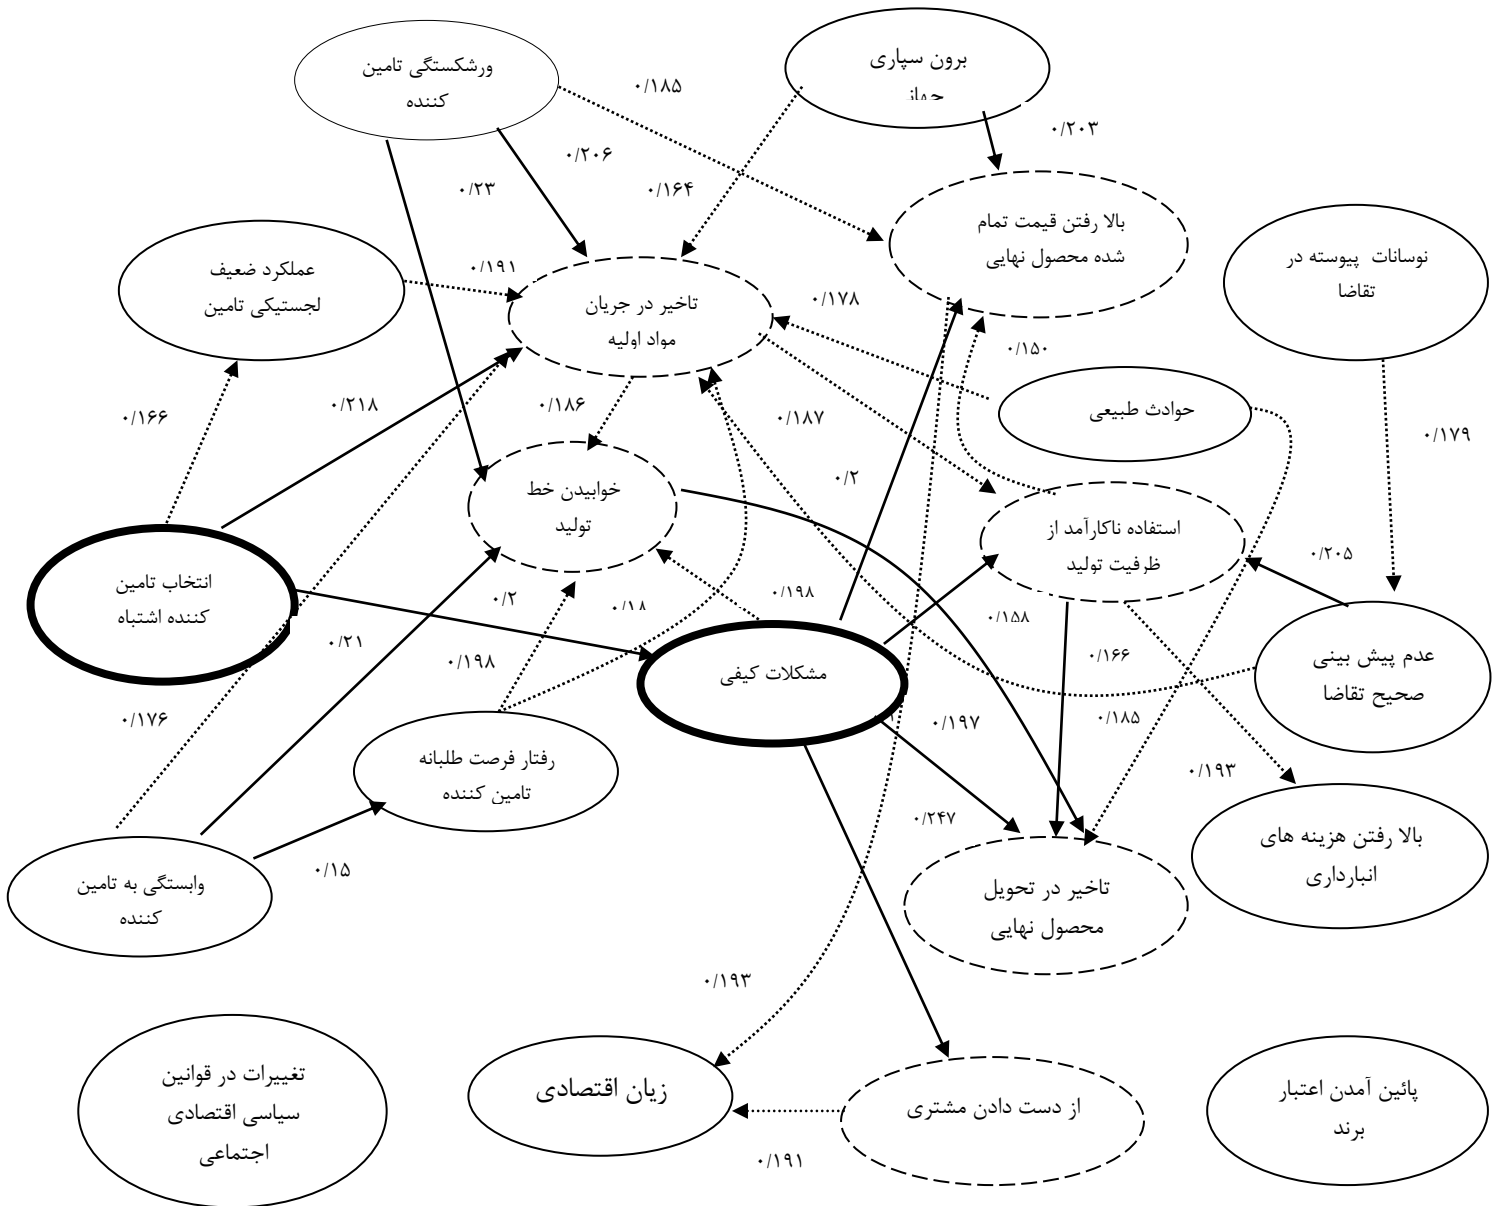 ورشکستگی تامین
کننده
برون سپاری
۰/۱۸۵
۰/۲۰۳
۰/۲۰۶
۰/۲۳
۰/۱۶۴
بالا رفتن قیمت تمام
شده محصول نهایی
نوسانات پیوسته در
تقاضا
عملکرد ضعیف
لجستیکی تامین
۰/۱۹۱
تاخیر در جریان
مواد اولیه
۰/۱۷۸
۰/۱۵۰
۰/۱۶۶
۰/۲۱۸
۰/۱۸۶
۰/۱۸۷
حوادث طبیعی
۰/۱۷۹
۰/۲
خوابیدن خط
تولید
استفاده ناکارآمد از
ظرفیت تولید
۰/۲۰۵
انتخاب تامین
کننده اشتباه
۰/۲
۰/۱۸
۰/۱۹۸
۰/۱۵۸
۰/۲۱
۰/۱۹۸
مشکلات کیفی
۰/۱۶۶
عدم پیش بینی
صحیح تقاضا
۰/۱۷۶
۰/۱۹۷
۰/۱۸۵
رفتار فرصت طلبانه
تامین کننده
۰/۱۹۳
۰/۲۴۷
بالا رفتن هزینه های
انبارداری
۰/۱۵
وابستگی به تامین
کننده
تاخیر در تحویل
محصول نهایی
۰/۱۹۳
تغییرات در قوانین
سیاسی اقتصادی
اجتماعی
زیان اقتصادی
از دست دادن مشتری
پائین آمدن اعتبار
برند
۰/۱۹۱